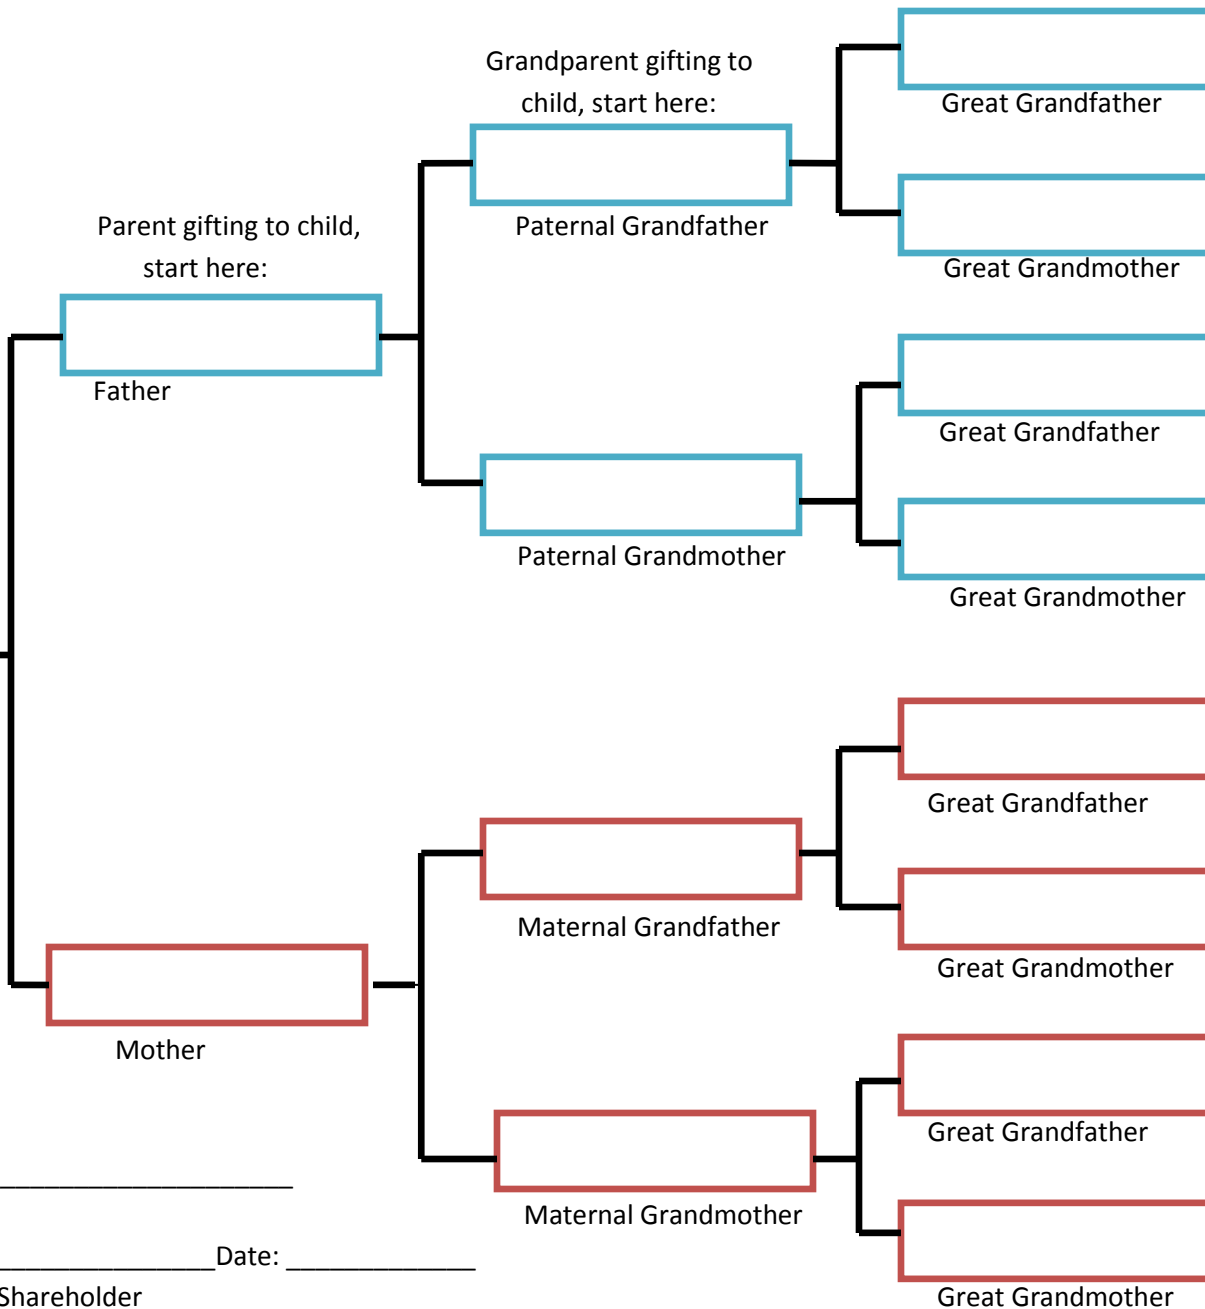 Grandparent gifting to
child, start here:
Great Grandfather
Parent gifting to child,
start here:
Paternal Grandfather
Great Grandmother
Father
Great Grandfather
Paternal Grandmother
Great Grandmother
Great Grandfather
Maternal Grandfather
Great Grandmother
Mother
Great Grandfather
Maternal Grandmother
Date: _____________
Shareholder
Great Grandmother